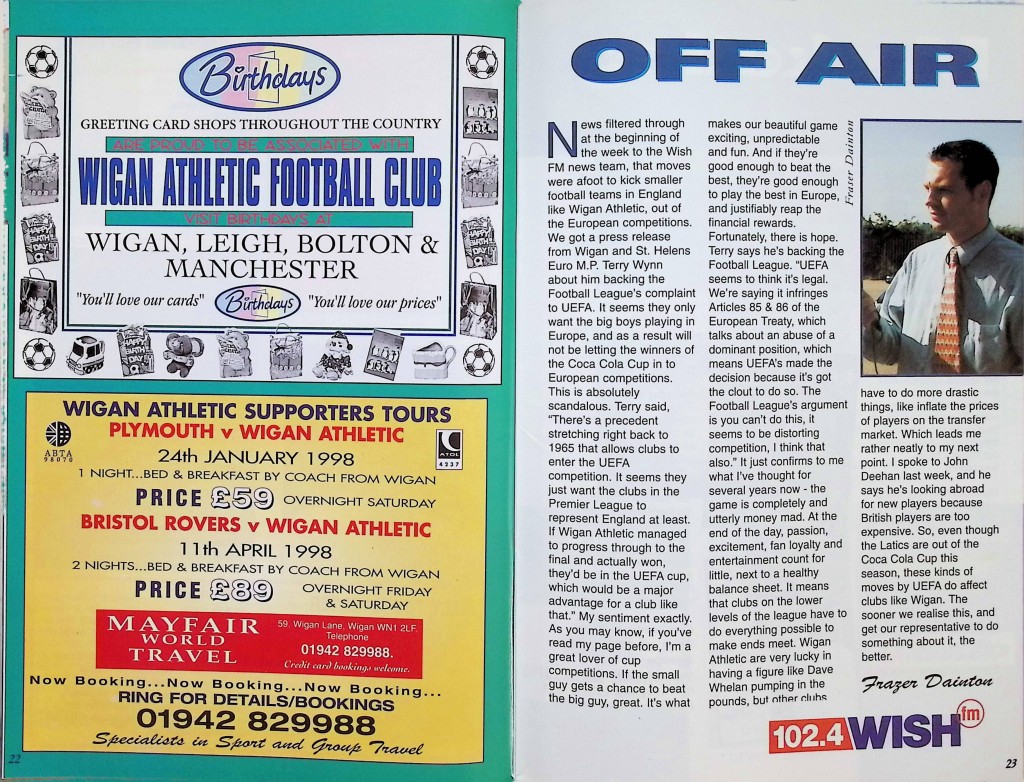 Birthdays
GREETING CARD SHOPS THROUGHOUT THE COUNTRY
ARE PROUD TO BE ASSOCIATED WITH
WIGAN ATHLETIC FOOTBALL CLUB
VISIT BIRTHDAYS AT
WIGAN, LEIGH, BOLTON &
MANCHESTER
"You'll love our cards" Birthdays "You'll love our prices"
WIGAN ATHLETIC SUPPORTERS TOURS
PLYMOUTH v WIGAN ATHLETIC
ABTA
98070
ATOL
4237
24th JANUARY 1998
1 NIGHT...BED & BREAKFAST BY COACH FROM WIGAN
PRICE £59 OVERNIGHT SATURDAY
BRISTOL ROVERS v WIGAN ATHLETIC
11th APRIL 1998
2 NIGHTS...BED & BREAKFAST BY COACH FROM WIGAN
PRICE £89 OVERNIGHT FRIDAY
& SATURDAY
MAYFAIR
WORLD
TRAVEL
59, Wigan Lane, Wigan WN1 2LF.
Telephone
01942 829988.
Credit card bookings welcome.
Now Booking...Now Booking...Now Booking...
RING FOR DETAILS/BOOKINGS
01942 829988
Specialists in Sport and Group Travel
22
OFF AIR
News filtered through
at the beginning of
the week to the Wish
FM news team, that moves
were afoot to kick smaller
football teams in England
like Wigan Athletic, out of
the European competitions.
We got a press release
from Wigan and St. Helens
Euro M.P. Terry Wynn
about him backing the
Football League's complaint
to UEFA. It seems they only
want the big boys playing in
Europe, and as a result will
not be letting the winners of
the Coca Cola Cup in to
European competitions.
This is absolutely
scandalous. Terry said,
"There's a precedent
stretching right back to
1965 that allows clubs to
enter the UEFA
competition. It seems they
just want the clubs in the
Premier League to
represent England at least.
If Wigan Athletic managed
to progress through to the
final and actually won,
they'd be in the UEFA cup,
which would be a major
advantage for a club like
that." My sentiment exactly.
As you may know, if you've
read my page before, I'm a
great lover of cup
competitions. If the small
guy gets a chance to beat
the big guy, great. It's what
makes our beautiful game
exciting, unpredictable
and fun. And if they're
good enough to beat the
best, they're good enough
to play the best in Europe,
and justifiably reap the
financial rewards.
Fortunately, there is hope.
Terry says he's backing the
Football League. "UEFA
seems to think it's legal.
We're saying it infringes
Articles 85 & 86 of the
European Treaty, which
talks about an abuse of a
dominant position, which
means UEFA's made the
decision because it's got
the clout to do so. The
Football League's argument
is you can't do this, it
seems to be distorting
competition, I think that
also." It just confirms to me
what I've thought for
several years now - the
game is completely and
utterly money mad. At the
end of the day, passion,
excitement, fan loyalty and
entertainment count for
little, next to a healthy
balance sheet. It means
that clubs on the lower
levels of the league have to
do everything possible to
make ends meet. Wigan
Athletic are very lucky in
having a figure like Dave
Whelan pumping in the
pounds, but other clubs
Frazer Dainton
have to do more drastic
things, like inflate the prices
of players on the transfer
market. Which leads me
rather neatly to my next
point. I spoke to John
Deehan last week, and he
says he's looking abroad
for new players because
British players are too
expensive. So, even though
the Latics are out of the
Coca Cola Cup this
season, these kinds of
moves by UEFA do affect
clubs like Wigan. The
sooner we realise this, and
get our representative to do
something about it, the
better.
Frazer Dainton
102.4 WISH fm
23